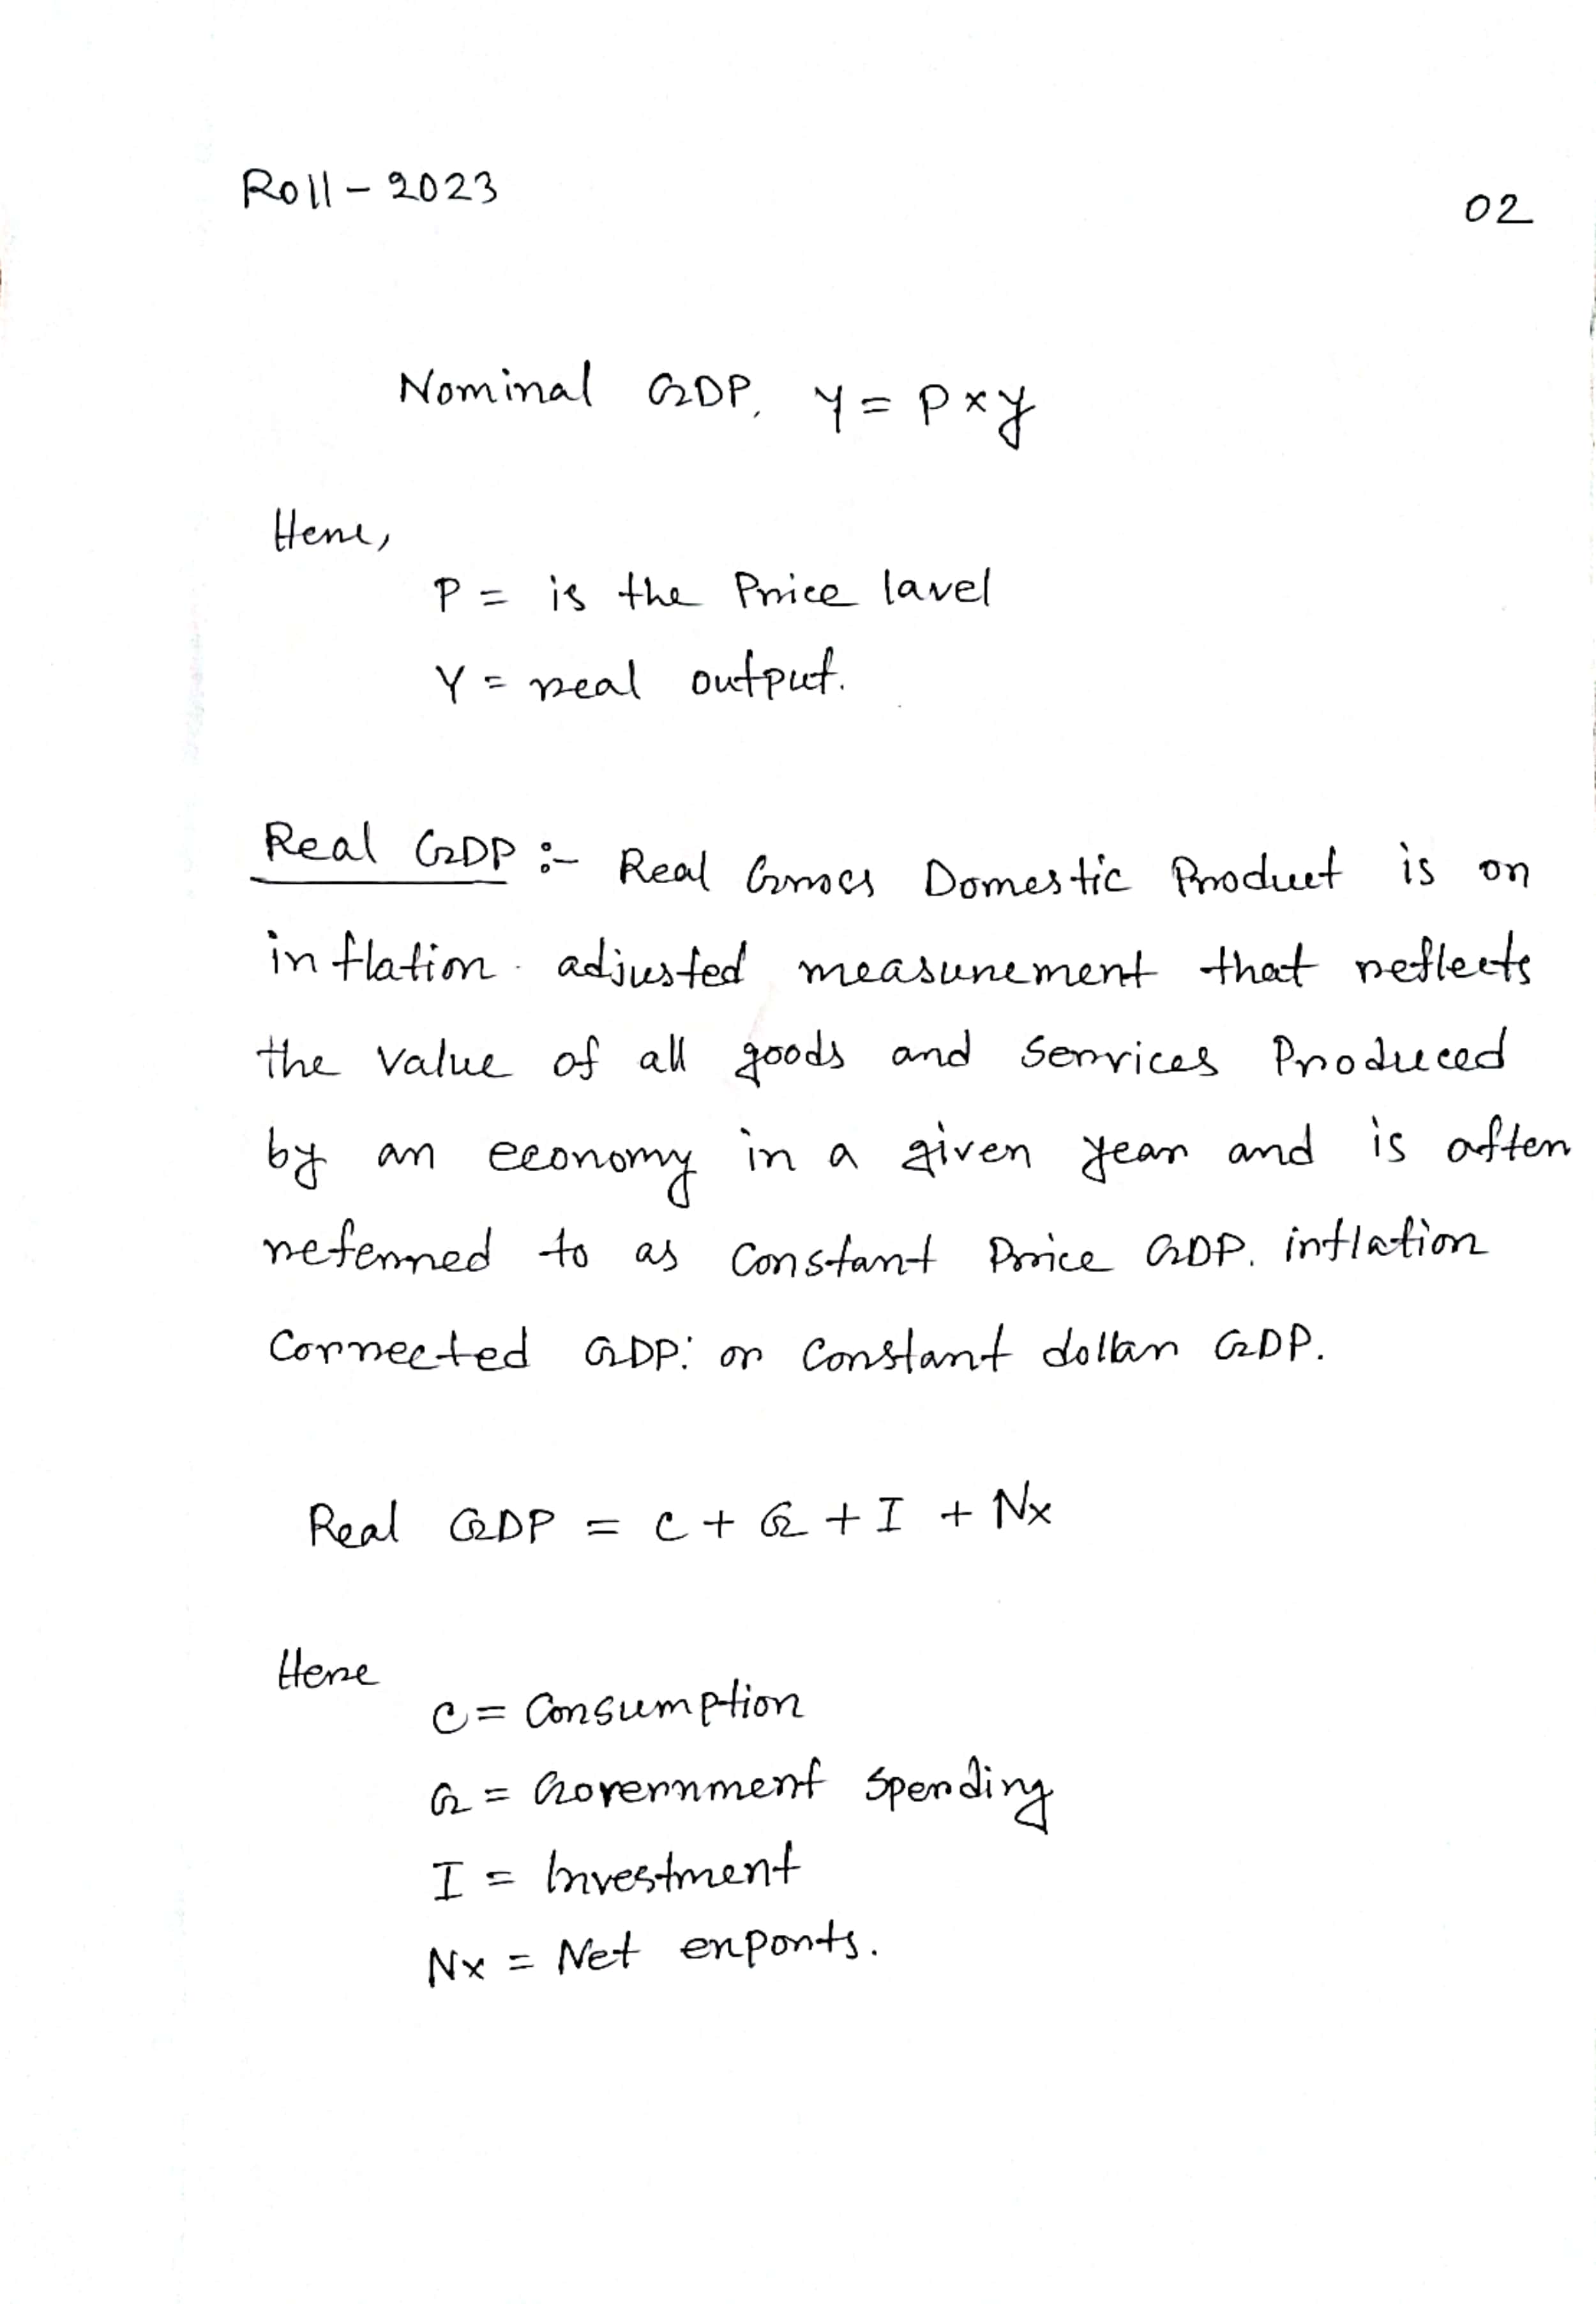 Roll - 2023
02
Nominal GDP, Y = P × y
Here,
P = is the Price lavel
Y = real output.
Real GDP :- Real Gross Domestic Product is on
inflation. adjusted measurement that reflects
the value of all goods and Services Produced
by an economy in a given year and is often
referred to as Constant Price GDP. inflation
Corrected GDP: or Constant dollar GDP.
Real GDP = C + G + I + Nx
Here
C = Consumption
G = Government Spending
I = Investment
Nx = Net exports.